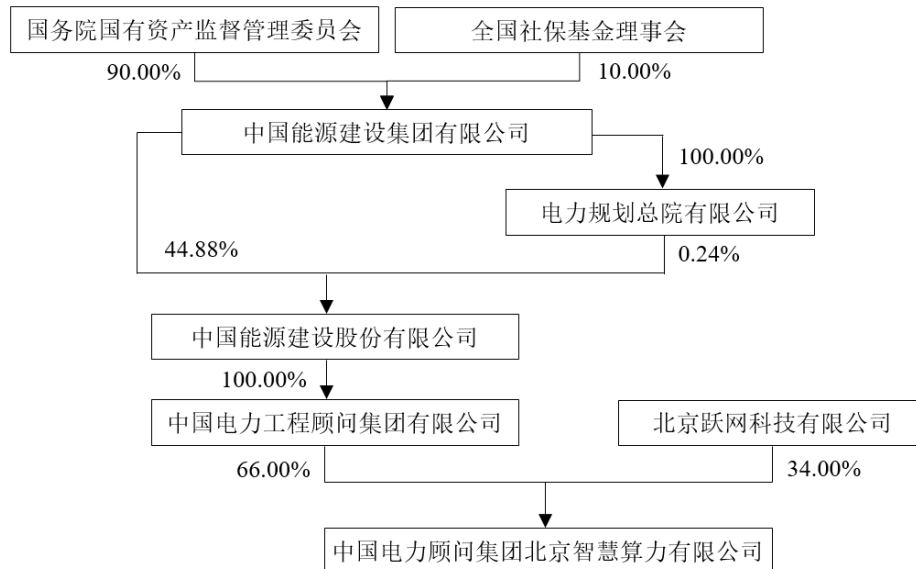 国务院国有资产监督管理委员会
全国社保基金理事会
90.00%
10.00%
中国能源建设集团有限公司
100.00%
电力规划总院有限公司
44.88%
0.24%
中国能源建设股份有限公司
100.00%
中国电力工程顾问集团有限公司
北京跃网科技有限公司
66.00%
34.00%
中国电力顾问集团北京智慧算力有限公司